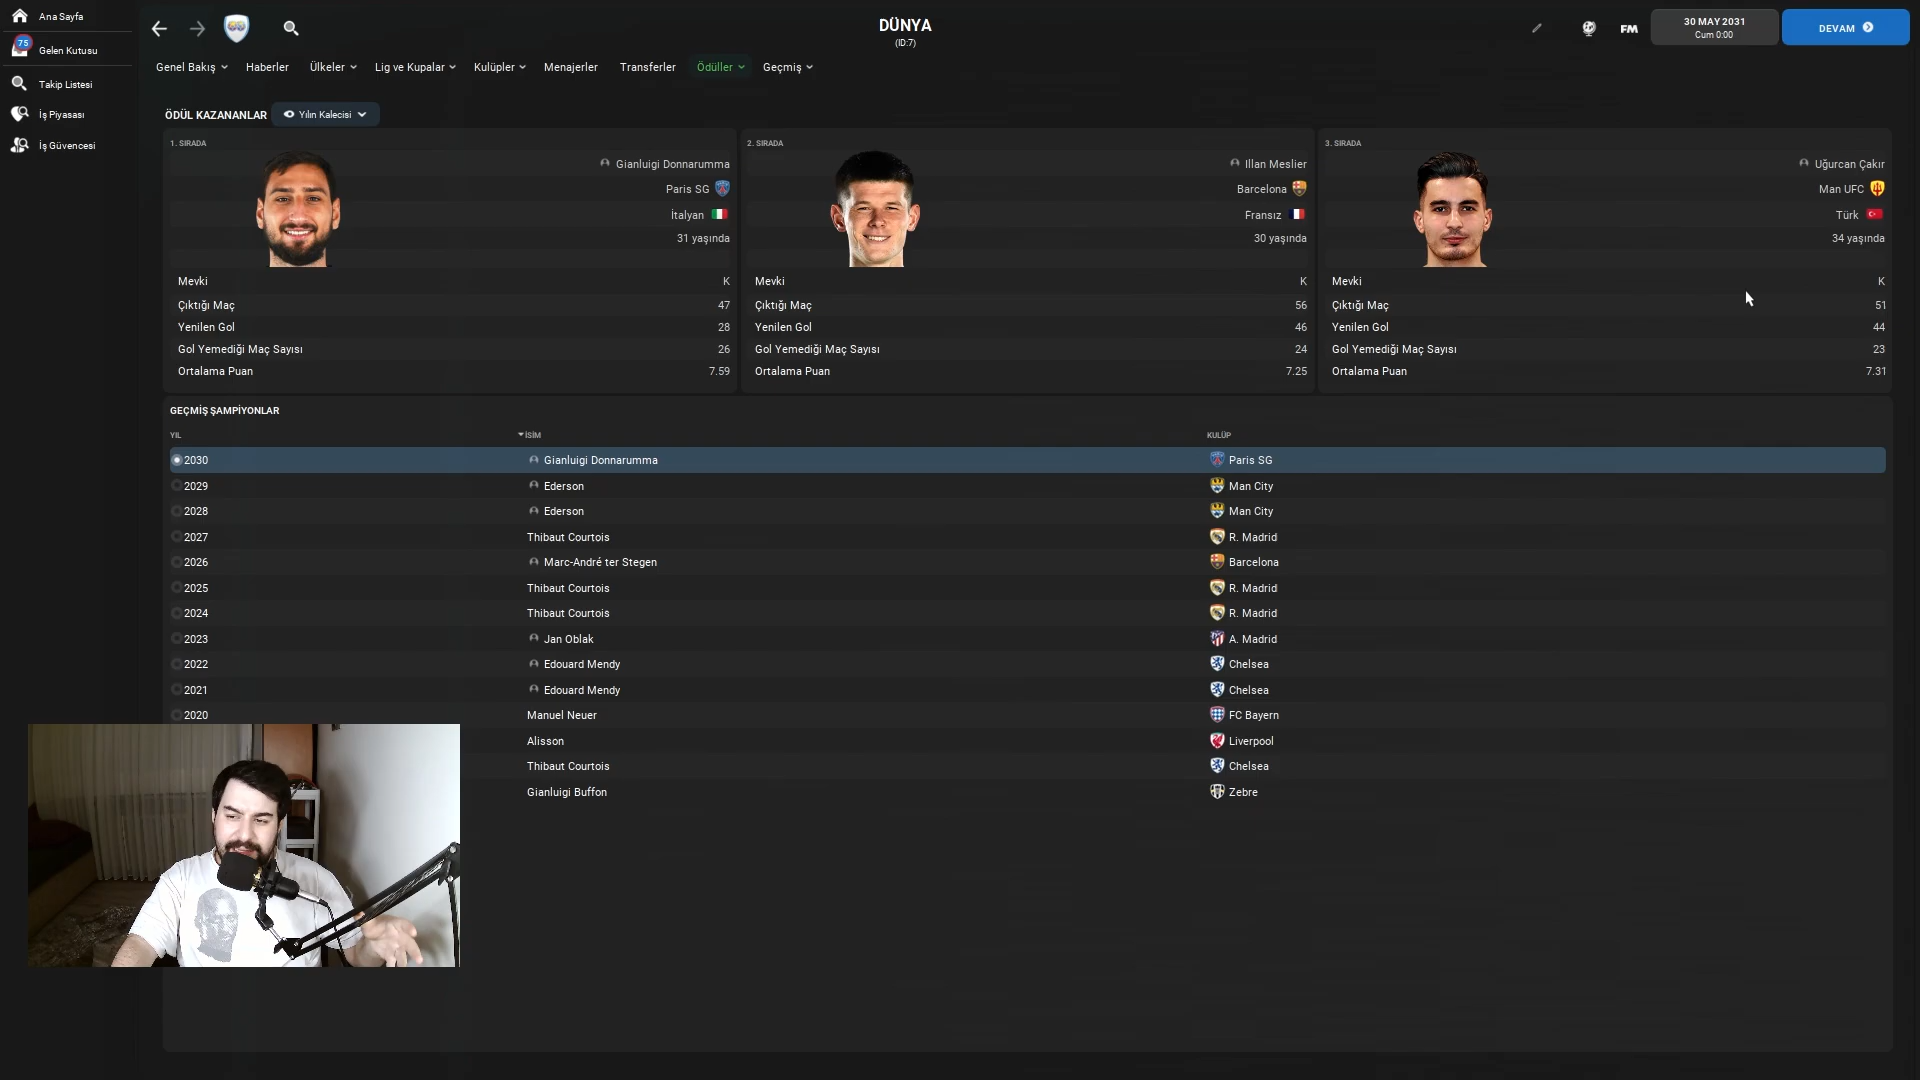 Ana Sayfa
75
Gelen Kutusu
Takip Listesi
İş Piyasası
İş Güvencesi
DÜNYA
(ID:7)
FM
30 MAY 2031
Cum 0:00
DEVAM
Genel Bakış
Haberler
Ülkeler
Lig ve Kupalar
Kulüpler
Menajerler
Transferler
Ödüller
Geçmiş
ÖDÜL KAZANANLAR
Yılın Kalecisi
1. SIRADA
Gianluigi Donnarumma
Paris SG
İtalyan
31 yaşında
Mevki K
Çıktığı Maç 47
Yenilen Gol 28
Gol Yemediği Maç Sayısı 26
Ortalama Puan 7.59
2. SIRADA
Illan Meslier
Barcelona
Fransız
30 yaşında
Mevki K
Çıktığı Maç 56
Yenilen Gol 46
Gol Yemediği Maç Sayısı 24
Ortalama Puan 7.25
3. SIRADA
Uğurcan Çakır
Man UFC
Türk
34 yaşında
Mevki K
Çıktığı Maç 51
Yenilen Gol 44
Gol Yemediği Maç Sayısı 23
Ortalama Puan 7.31
GEÇMİŞ ŞAMPİYONLAR
YIL İSİM KULÜP
2030 Gianluigi Donnarumma Paris SG
2029 Ederson Man City
2028 Ederson Man City
2027 Thibaut Courtois R. Madrid
2026 Marc-André ter Stegen Barcelona
2025 Thibaut Courtois R. Madrid
2024 Thibaut Courtois R. Madrid
2023 Jan Oblak A. Madrid
2022 Edouard Mendy Chelsea
2021 Edouard Mendy Chelsea
2020 Manuel Neuer FC Bayern
Alisson Liverpool
Thibaut Courtois Chelsea
Gianluigi Buffon Zebre